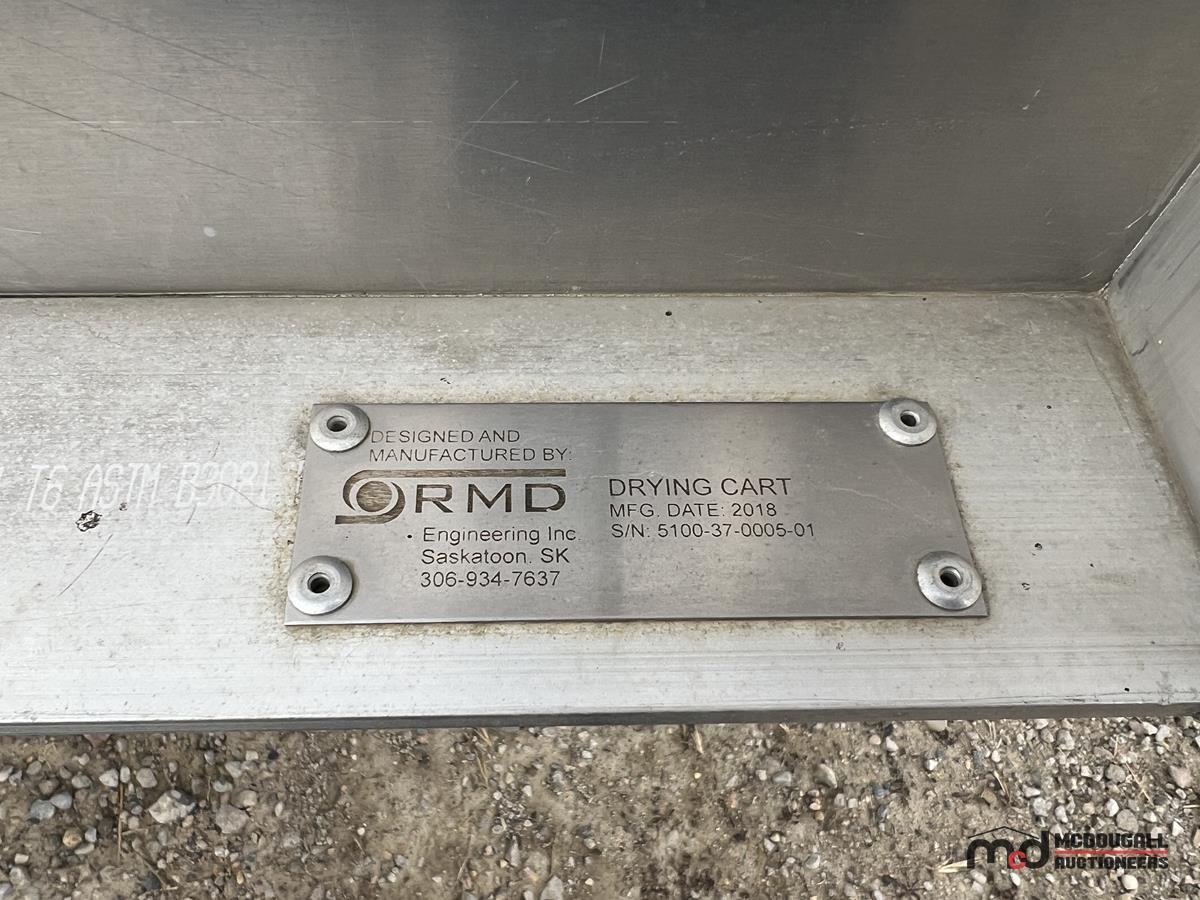 DESIGNED AND
MANUFACTURED BY:
RMD
Engineering Inc.
Saskatoon, SK
306-934-7637
DRYING CART
MFG. DATE: 2018
S/N: 5100-37-0005-01
T6 ASTM
mcd MCDOUGALL
AUCTIONEERS